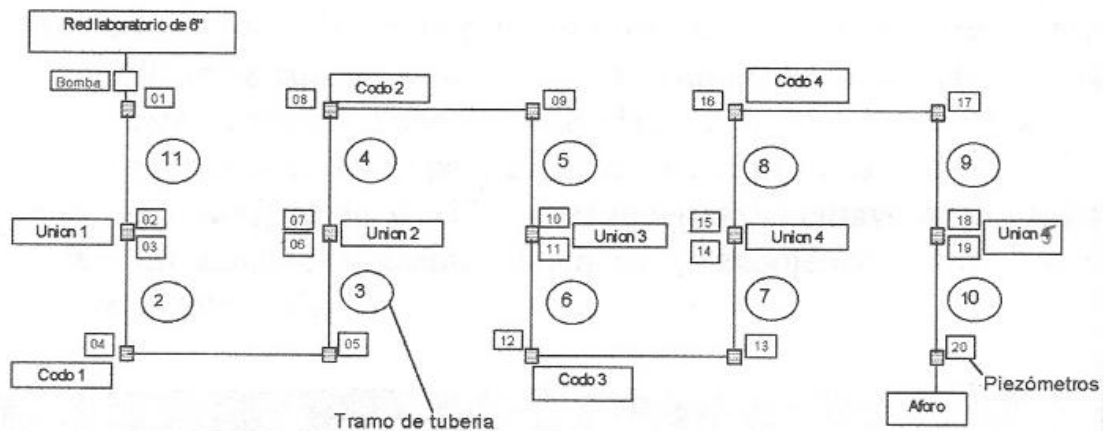 Red laboratorio de 6"
Bomba
01
08
Codo 2
09
16
Codo 4
17
11
4
5
8
9
Union 1
02
03
07
06
Union 2
10
11
Union 3
15
14
Union 4
18
19
Union 5
2
3
6
7
10
04
05
12
13
20
Codo 1
Codo 3
Aforo
Piezómetros
Tramo de tuberia